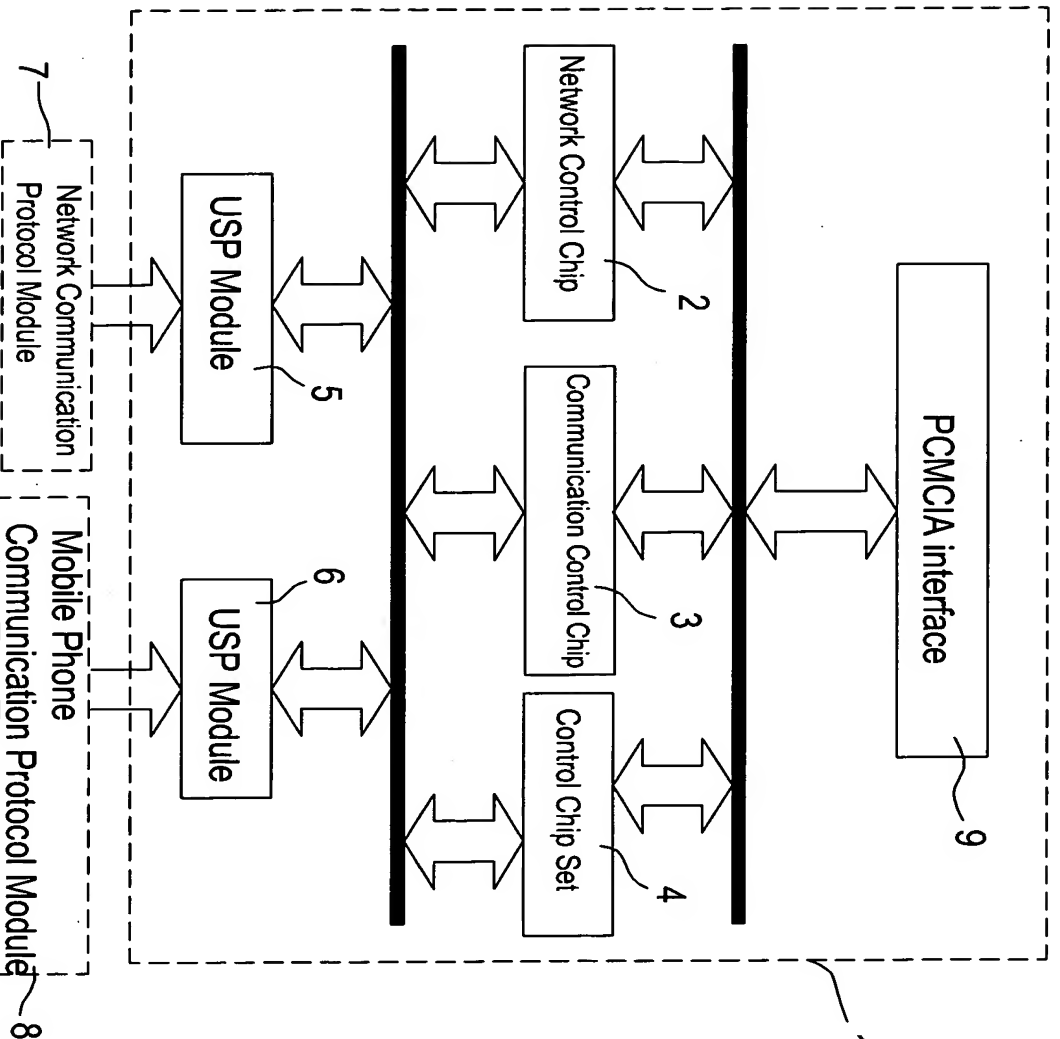 PCMCIA interface
9
Network Control Chip
2
Communication Control Chip
3
Control Chip Set
4
USP Module
5
USP Module
6
Network Communication
Protocol Module
7
Mobile Phone
Communication Protocol Module
8